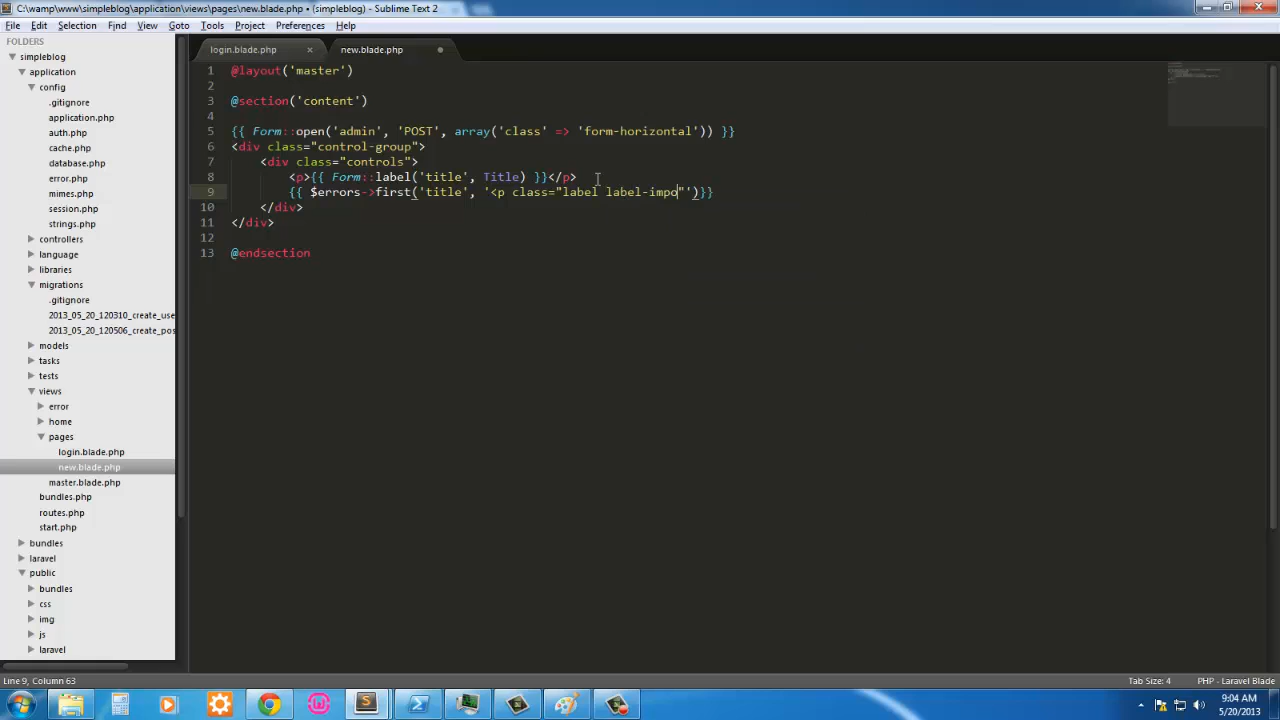 C:\wamp\www\simpleblog\application\views\pages\new.blade.php • (simpleblog) - Sublime Text 2
File Edit Selection Find View Goto Tools Project Preferences Help
FOLDERS
simpleblog
application
config
.gitignore
application.php
auth.php
cache.php
database.php
error.php
mimes.php
session.php
strings.php
controllers
language
libraries
migrations
.gitignore
2013_05_20_120310_create_use
2013_05_20_120506_create_pos
models
tasks
tests
views
error
home
pages
login.blade.php
new.blade.php
master.blade.php
bundles.php
routes.php
start.php
bundles
laravel
public
bundles
css
img
js
laravel
login.blade.php × new.blade.php
1 @layout('master')
2
3 @section('content')
4
5 {{ Form::open('admin', 'POST', array('class' => 'form-horizontal')) }}
6 <div class="control-group">
7 <div class="controls">
8 <p>{{ Form::label('title', Title) }}</p>
9 {{ $errors->first('title', '<p class="label label-impo"')}}
10 </div>
11 </div>
12
13 @endsection
Line 9, Column 63 Tab Size: 4 PHP - Laravel Blade
9:04 AM
5/20/2013